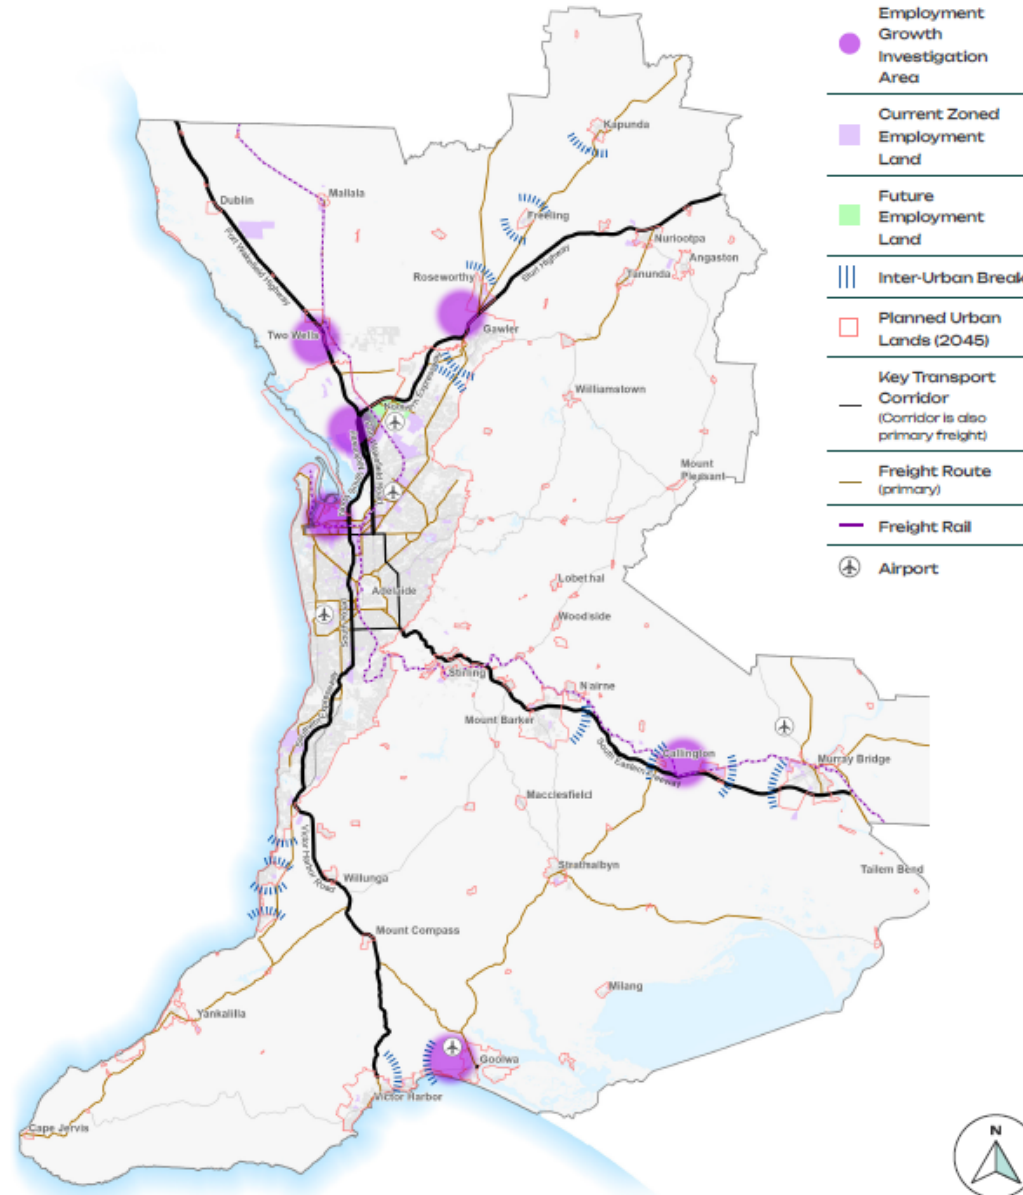 Employment
Growth
Investigation
Area
Current Zoned
Employment
Land
Future
Employment
Land
Inter-Urban Break
Planned Urban
Lands (2045)
Key Transport
Corridor
(Corridor is also
primary freight)
Freight Route
(primary)
Freight Rail
Airport
Kapunda
Dublin
Mallala
Freeling
Port Wakefield Highway
Nuriootpa
Angaston
Sturt Highway
Roseworthy
Tanunda
Two Wells
Gawler
Williamstown
Mount
Pleasant
Lobethal
Adelaide
Woodside
Stirling
Nairne
Mount Barker
South Eastern Freeway
Callington
Murray Bridge
Macclesfield
Victor Harbor Road
Strathalbyn
Tailem Bend
Willunga
Mount Compass
Milang
Yankalilla
Goolwa
Victor Harbor
Cape Jervis
N